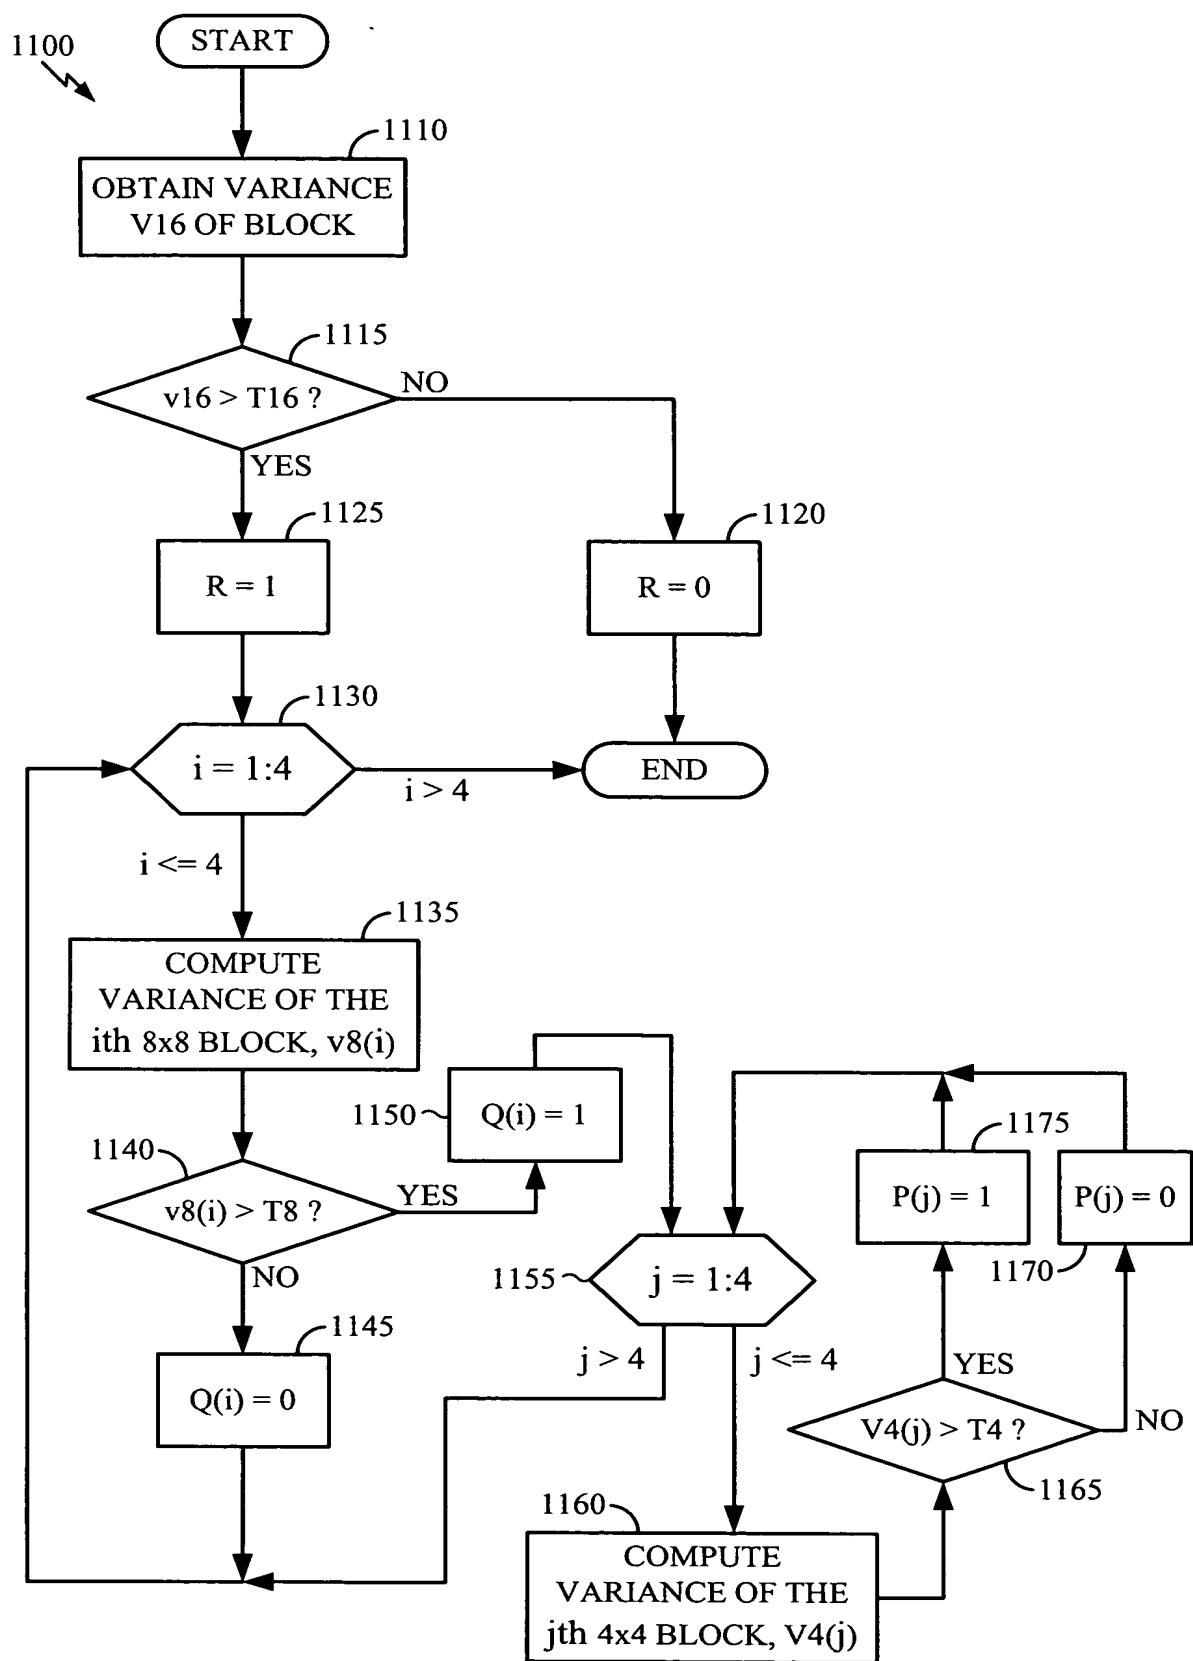 1100
START
1110
OBTAIN VARIANCE
V16 OF BLOCK
1115
v16 > T16 ?
NO
YES
1125
R = 1
1120
R = 0
1130
i = 1:4
i > 4
END
i <= 4
1135
COMPUTE
VARIANCE OF THE
ith 8x8 BLOCK, v8(i)
1140
v8(i) > T8 ?
YES
NO
1150
Q(i) = 1
1145
Q(i) = 0
1155
j = 1:4
j > 4
j <= 4
1160
COMPUTE
VARIANCE OF THE
jth 4x4 BLOCK, V4(j)
1165
V4(j) > T4 ?
YES
NO
1175
P(j) = 1
P(j) = 0
1170